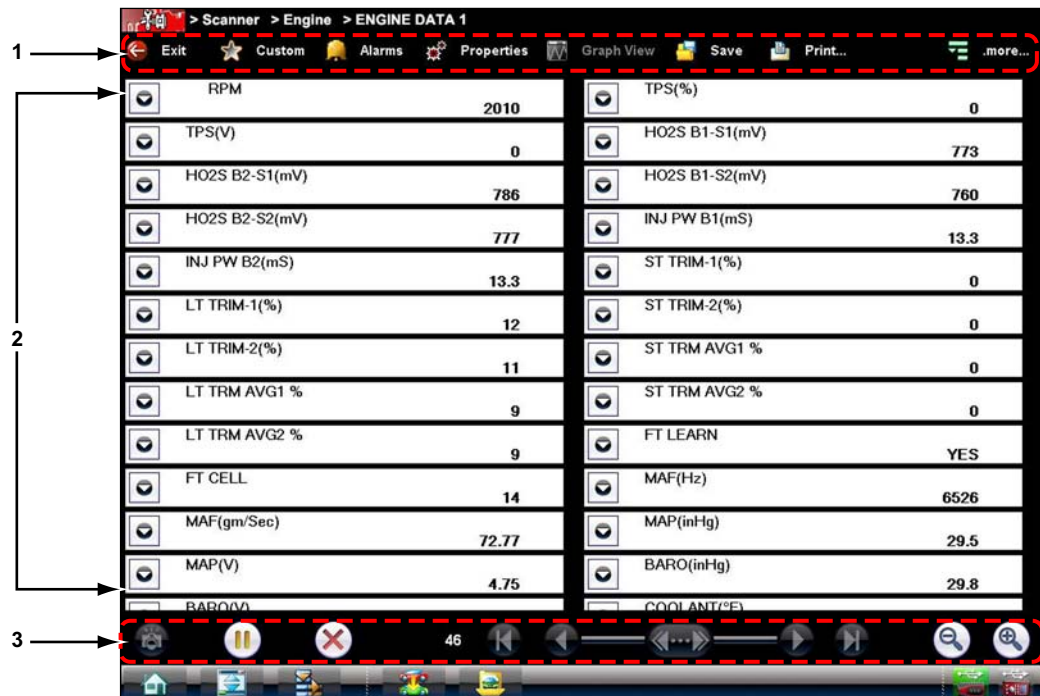 > Scanner > Engine > ENGINE DATA 1
1
Exit Custom Alarms Properties Graph View Save Print... .more...
2
RPM 2010 TPS(%) 0
TPS(V) 0 HO2S B1-S1(mV) 773
HO2S B2-S1(mV) 786 HO2S B1-S2(mV) 760
HO2S B2-S2(mV) 777 INJ PW B1(mS) 13.3
INJ PW B2(mS) 13.3 ST TRIM-1(%) 0
LT TRIM-1(%) 12 ST TRIM-2(%) 0
LT TRIM-2(%) 11 ST TRM AVG1 % 0
LT TRM AVG1 % 9 ST TRM AVG2 % 0
LT TRM AVG2 % 9 FT LEARN YES
FT CELL 14 MAF(Hz) 6526
MAF(gm/Sec) 72.77 MAP(inHg) 29.5
MAP(V) 4.75 BARO(inHg) 29.8
BARO(V) COOLANT(°F)
3
46